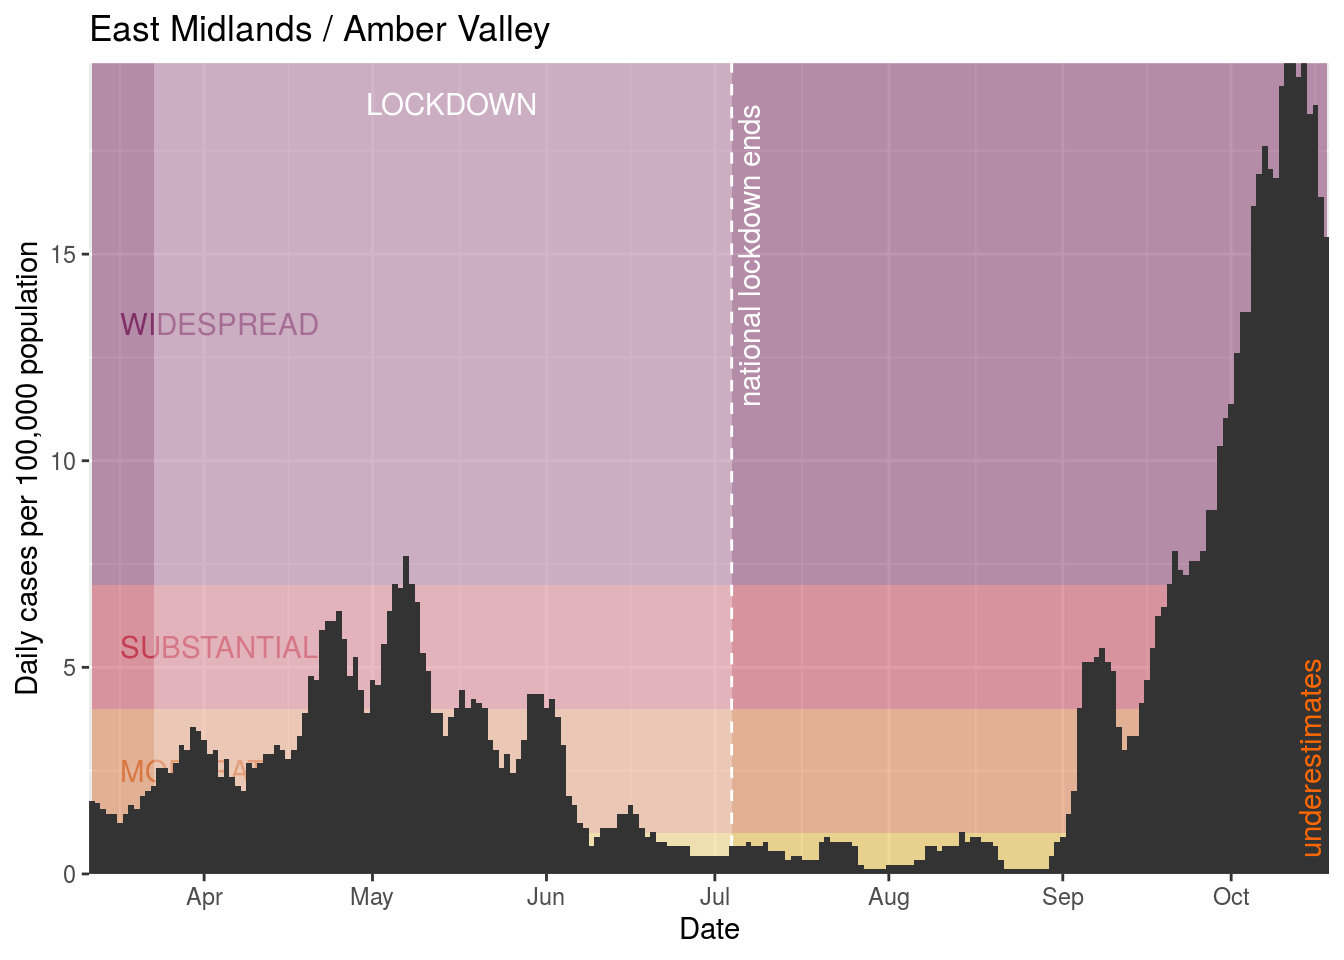 East Midlands / Amber Valley
LOCKDOWN
national lockdown ends
WIDESPREAD
SUBSTANTIAL
underestimates
Daily cases per 100,000 population
15
10
5
0
Apr May Jun Jul Aug Sep Oct
Date